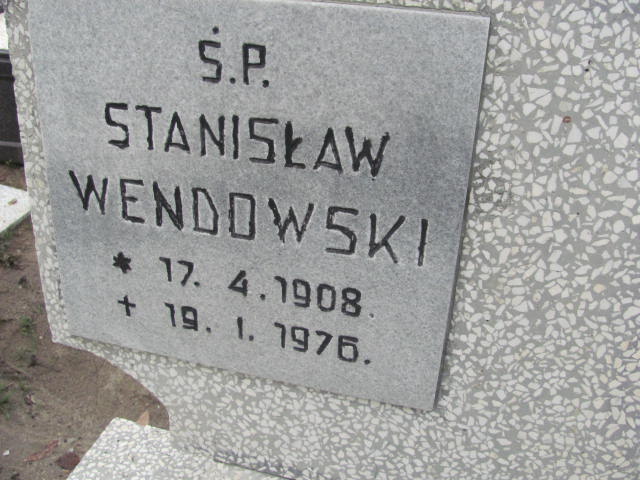 Ś.P.
STANISŁAW
WENDOWSKI
* 17. 4. 1908.
+ 19. 1. 1976.